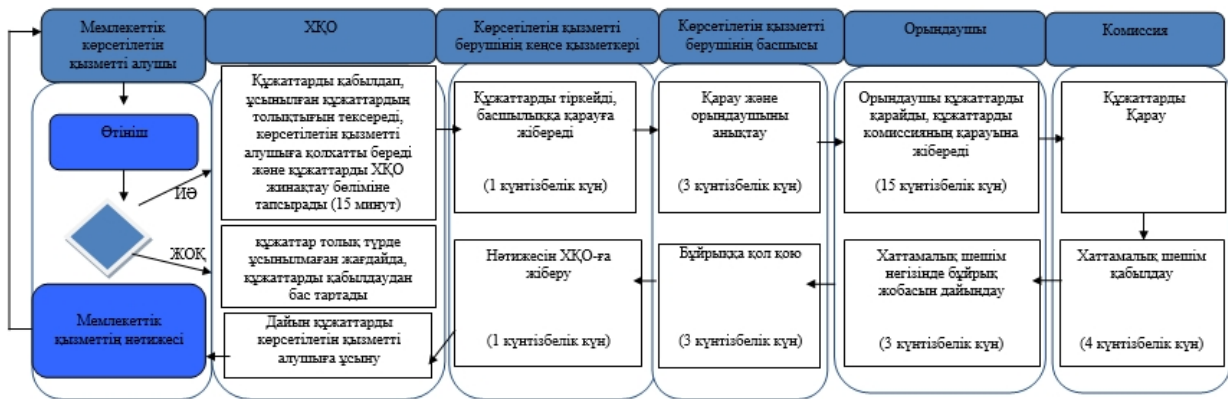 Мемлекеттік
көрсетілетін
қызметті алушы
ХҚО
Көрсетілетін қызметті
берушінің кеңсе қызметкері
Көрсетілетін қызметті
берушінің басшысы
Орындаушы
Комиссия
Өтініш
ИӘ
ЖОҚ
Құжаттарды қабылдап,
ұсынылған құжаттардың
толықтығын тексереді,
көрсетілетін қызметті
алушыға қолхатты береді
және құжаттарды ХҚО
жинақтау бөліміне
тапсырады (15 минут)
Құжаттарды тіркейді,
басшылыққа қарауға
жібереді
(1 күнтізбелік күн)
Қарау және
орындаушыны
анықтау
(3 күнтізбелік күн)
Орындаушы құжаттарды
қарайды, құжаттарды
комиссияның қарауына
жібереді
(15 күнтізбелік күн)
Құжаттарды
Қарау
құжаттар толық түрде
ұсынылмаған жағдайда,
құжаттарды қабылдаудан
бас тартады
Нәтижесін ХҚО-ға
жіберу
(1 күнтізбелік күн)
Бұйрыққа қол қою
(3 күнтізбелік күн)
Хаттамалық шешім
негізінде бұйрық
жобасын дайындау
(3 күнтізбелік күн)
Хаттамалық шешім
қабылдау
(4 күнтізбелік күн)
Мемлекеттік
қызметтің нәтижесі
Дайын құжаттарды
көрсетілетін қызметті
алушыға ұсыну